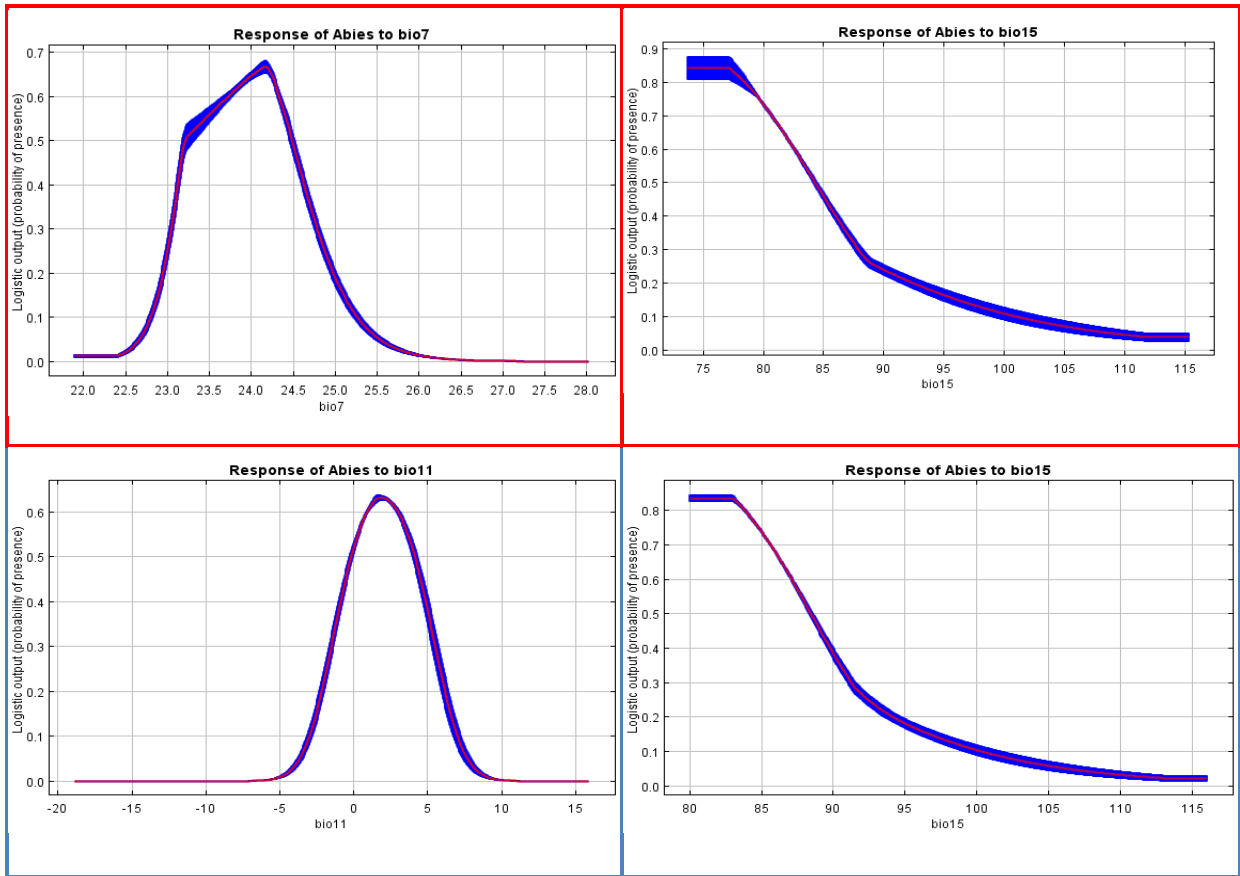 Response of Abies to bio7
Logistic output (probability of presence)
0.7
0.6
0.5
0.4
0.3
0.2
0.1
0.0
22.0 22.5 23.0 23.5 24.0 24.5 25.0 25.5 26.0 26.5 27.0 27.5 28.0
bio7
Response of Abies to bio15
Logistic output (probability of presence)
0.9
0.8
0.7
0.6
0.5
0.4
0.3
0.2
0.1
0.0
75 80 85 90 95 100 105 110 115
bio15
Response of Abies to bio11
Logistic output (probability of presence)
0.6
0.5
0.4
0.3
0.2
0.1
0.0
-20 -15 -10 -5 0 5 10 15
bio11
Response of Abies to bio15
Logistic output (probability of presence)
0.8
0.7
0.6
0.5
0.4
0.3
0.2
0.1
0.0
80 85 90 95 100 105 110 115
bio15